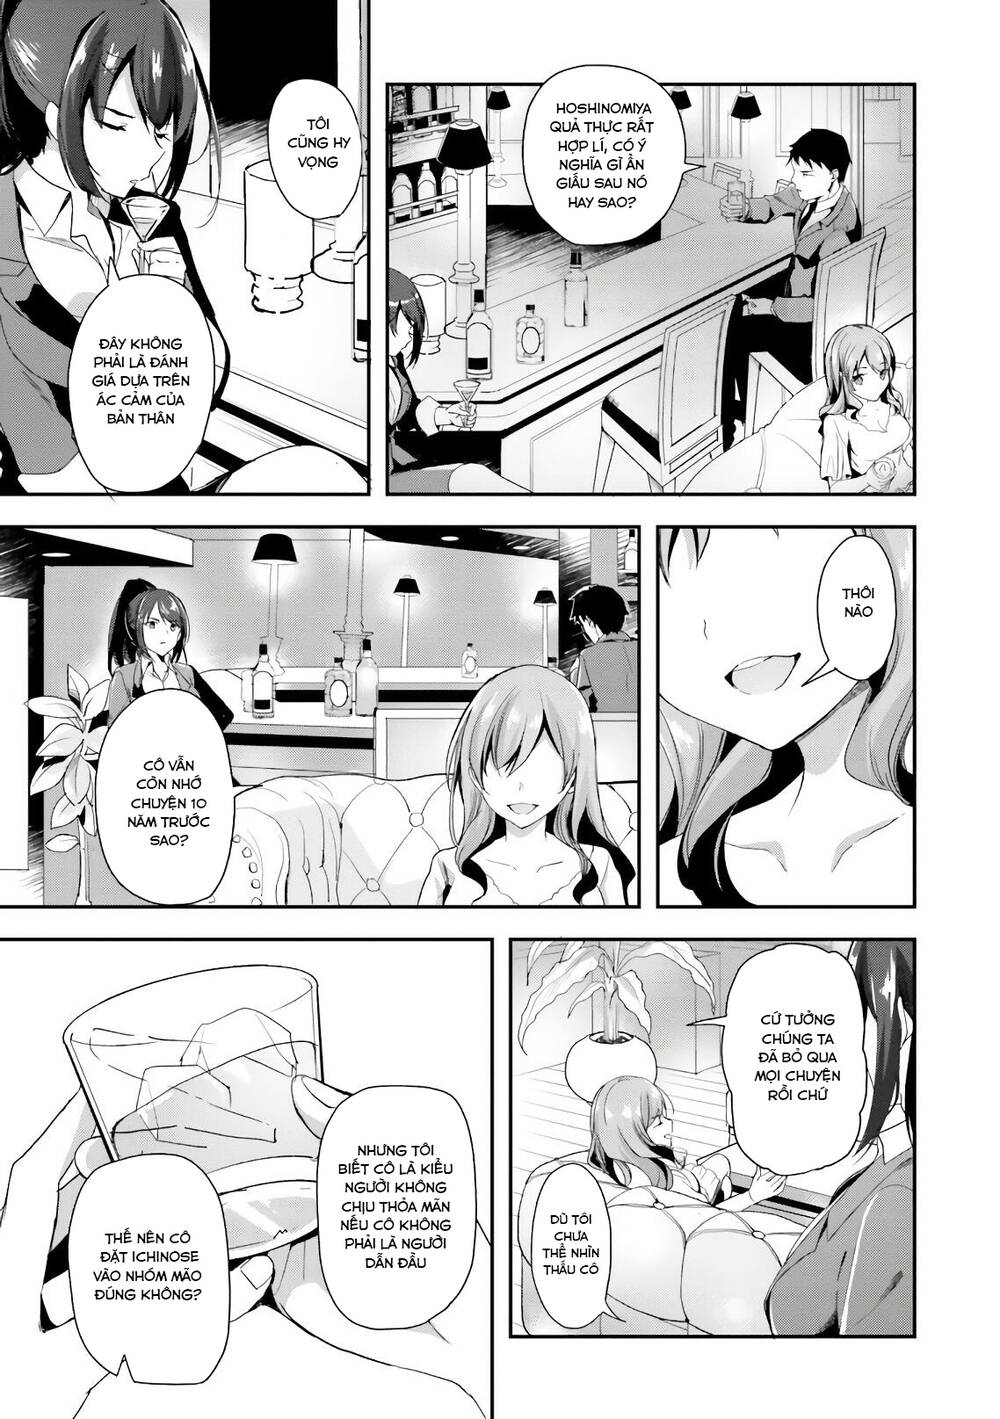 HOSHINOMIYA
QUẢ THỰC RẤT
HỢP LÍ, CÓ Ý
NGHĨA GÌ ẨN
GIẤU SAU NÓ
HAY SAO?
TÔI
CŨNG HY
VỌNG
ĐÂY KHÔNG
PHẢI LÀ ĐÁNH
GIÁ DỰA TRÊN
ÁC CẢM CỦA
BẢN THÂN
THÔI
NÀO
CÔ VẪN
CÒN NHỚ
CHUYỆN 10
NĂM TRƯỚC
SAO?
CỨ TƯỞNG
CHÚNG TA
ĐÃ BỎ QUA
MỌI CHUYỆN
RỒI CHỨ
DÙ TÔI
CHƯA
THỂ NHÌN
THẤU CÔ
NHƯNG TÔI
BIẾT CÔ LÀ KIỂU
NGƯỜI KHÔNG
CHỊU THỎA MÃN
NẾU CÔ KHÔNG
PHẢI LÀ NGƯỜI
DẪN ĐẦU
THẾ NÊN CÔ
ĐẶT ICHINOSE
VÀO NHÓM MÃO
ĐÚNG KHÔNG?